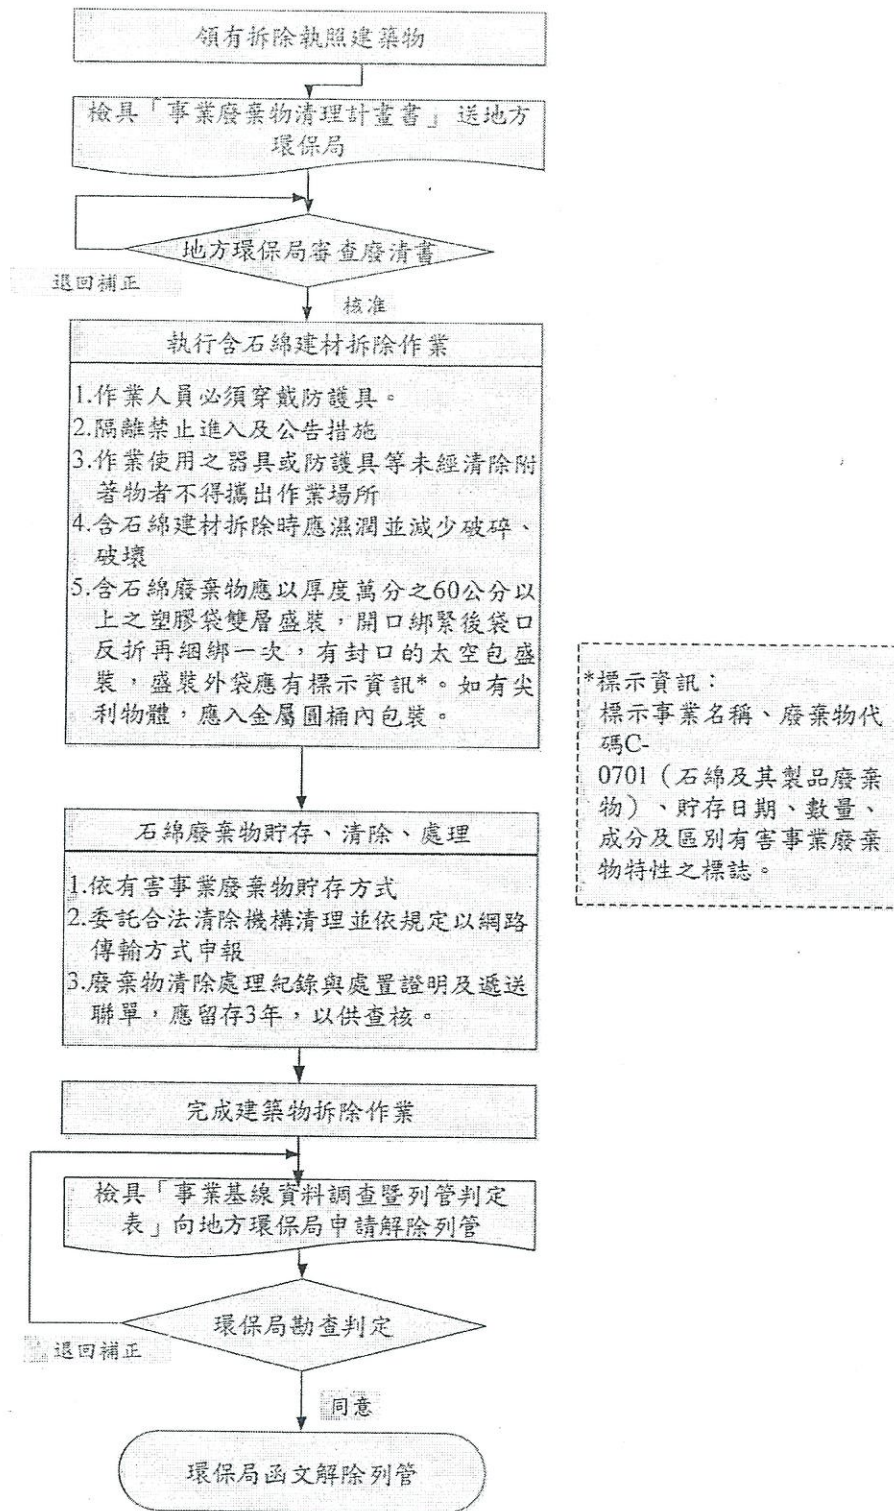 領有拆除執照建築物
檢具「事業廢棄物清理計畫書」送地方
環保局
地方環保局審查廢清書
退回補正
核准
執行含石綿建材拆除作業
1.作業人員必須穿戴防護具。
2.隔離禁止進入及公告措施
3.作業使用之器具或防護具等未經清除附
著物者不得攜出作業場所
4.含石綿建材拆除時應濕潤並減少破碎、
破壞
5.含石綿廢棄物應以厚度萬分之60公分以
上之塑膠袋雙層盛裝，開口綁緊後袋口
反折再綑綁一次，有封口的太空包盛
裝，盛裝外袋應有標示資訊*。如有尖
利物體，應入金屬圓桶內包裝。
*標示資訊：
標示事業名稱、廢棄物代
碼C-
0701（石綿及其製品廢棄
物）、貯存日期、數量、
成分及區別有害事業廢棄
物特性之標誌。
石綿廢棄物貯存、清除、處理
1.依有害事業廢棄物貯存方式
2.委託合法清除機構清理並依規定以網路
傳輸方式申報
3.廢棄物清除處理紀錄與處置證明及遞送
聯單，應留存3年，以供查核。
完成建築物拆除作業
檢具「事業基線資料調查暨列管判定
表」向地方環保局申請解除列管
環保局勘查判定
退回補正
同意
環保局函文解除列管